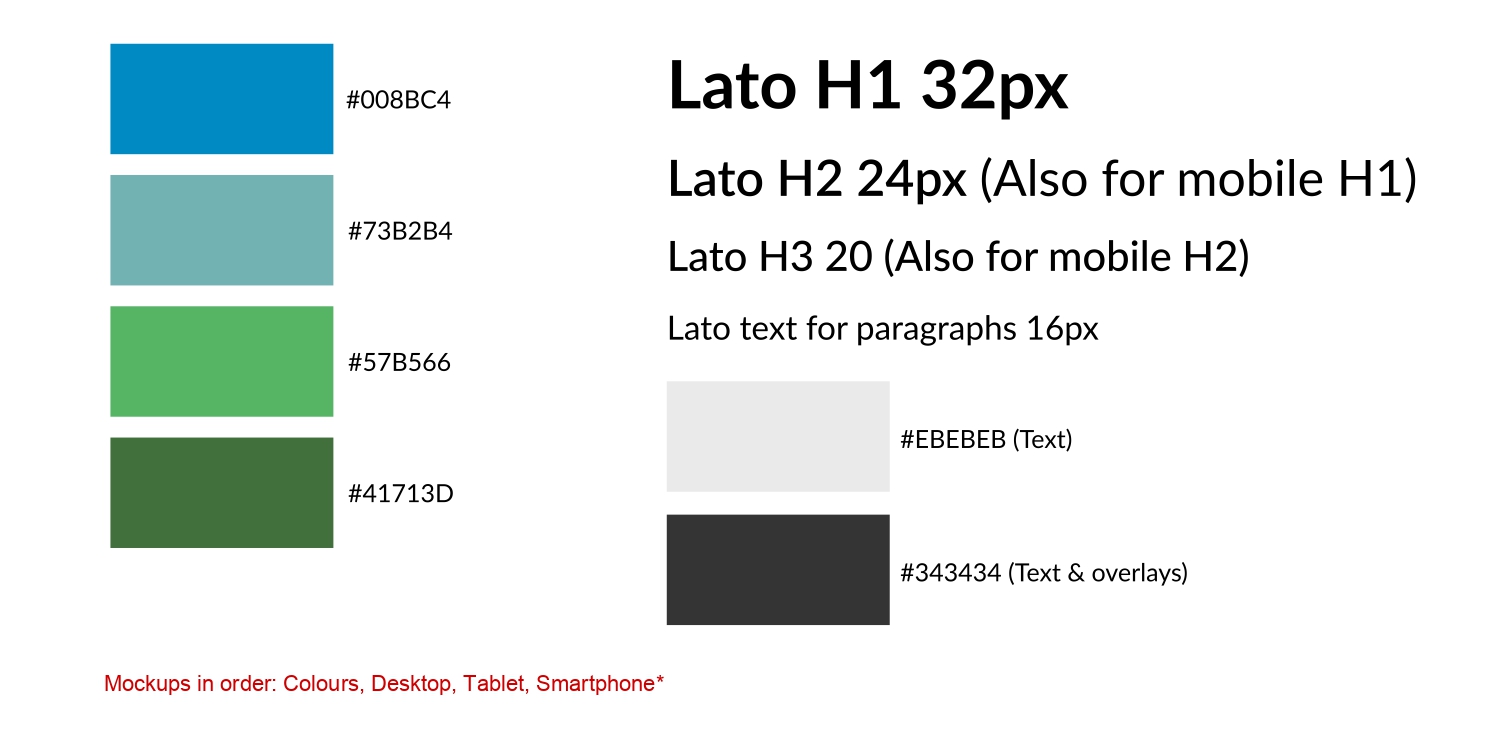 #008BC4
#73B2B4
#57B566
#41713D
Lato H1 32px
Lato H2 24px (Also for mobile H1)
Lato H3 20 (Also for mobile H2)
Lato text for paragraphs 16px
#EBEBEB (Text)
#343434 (Text & overlays)
Mockups in order: Colours, Desktop, Tablet, Smartphone*